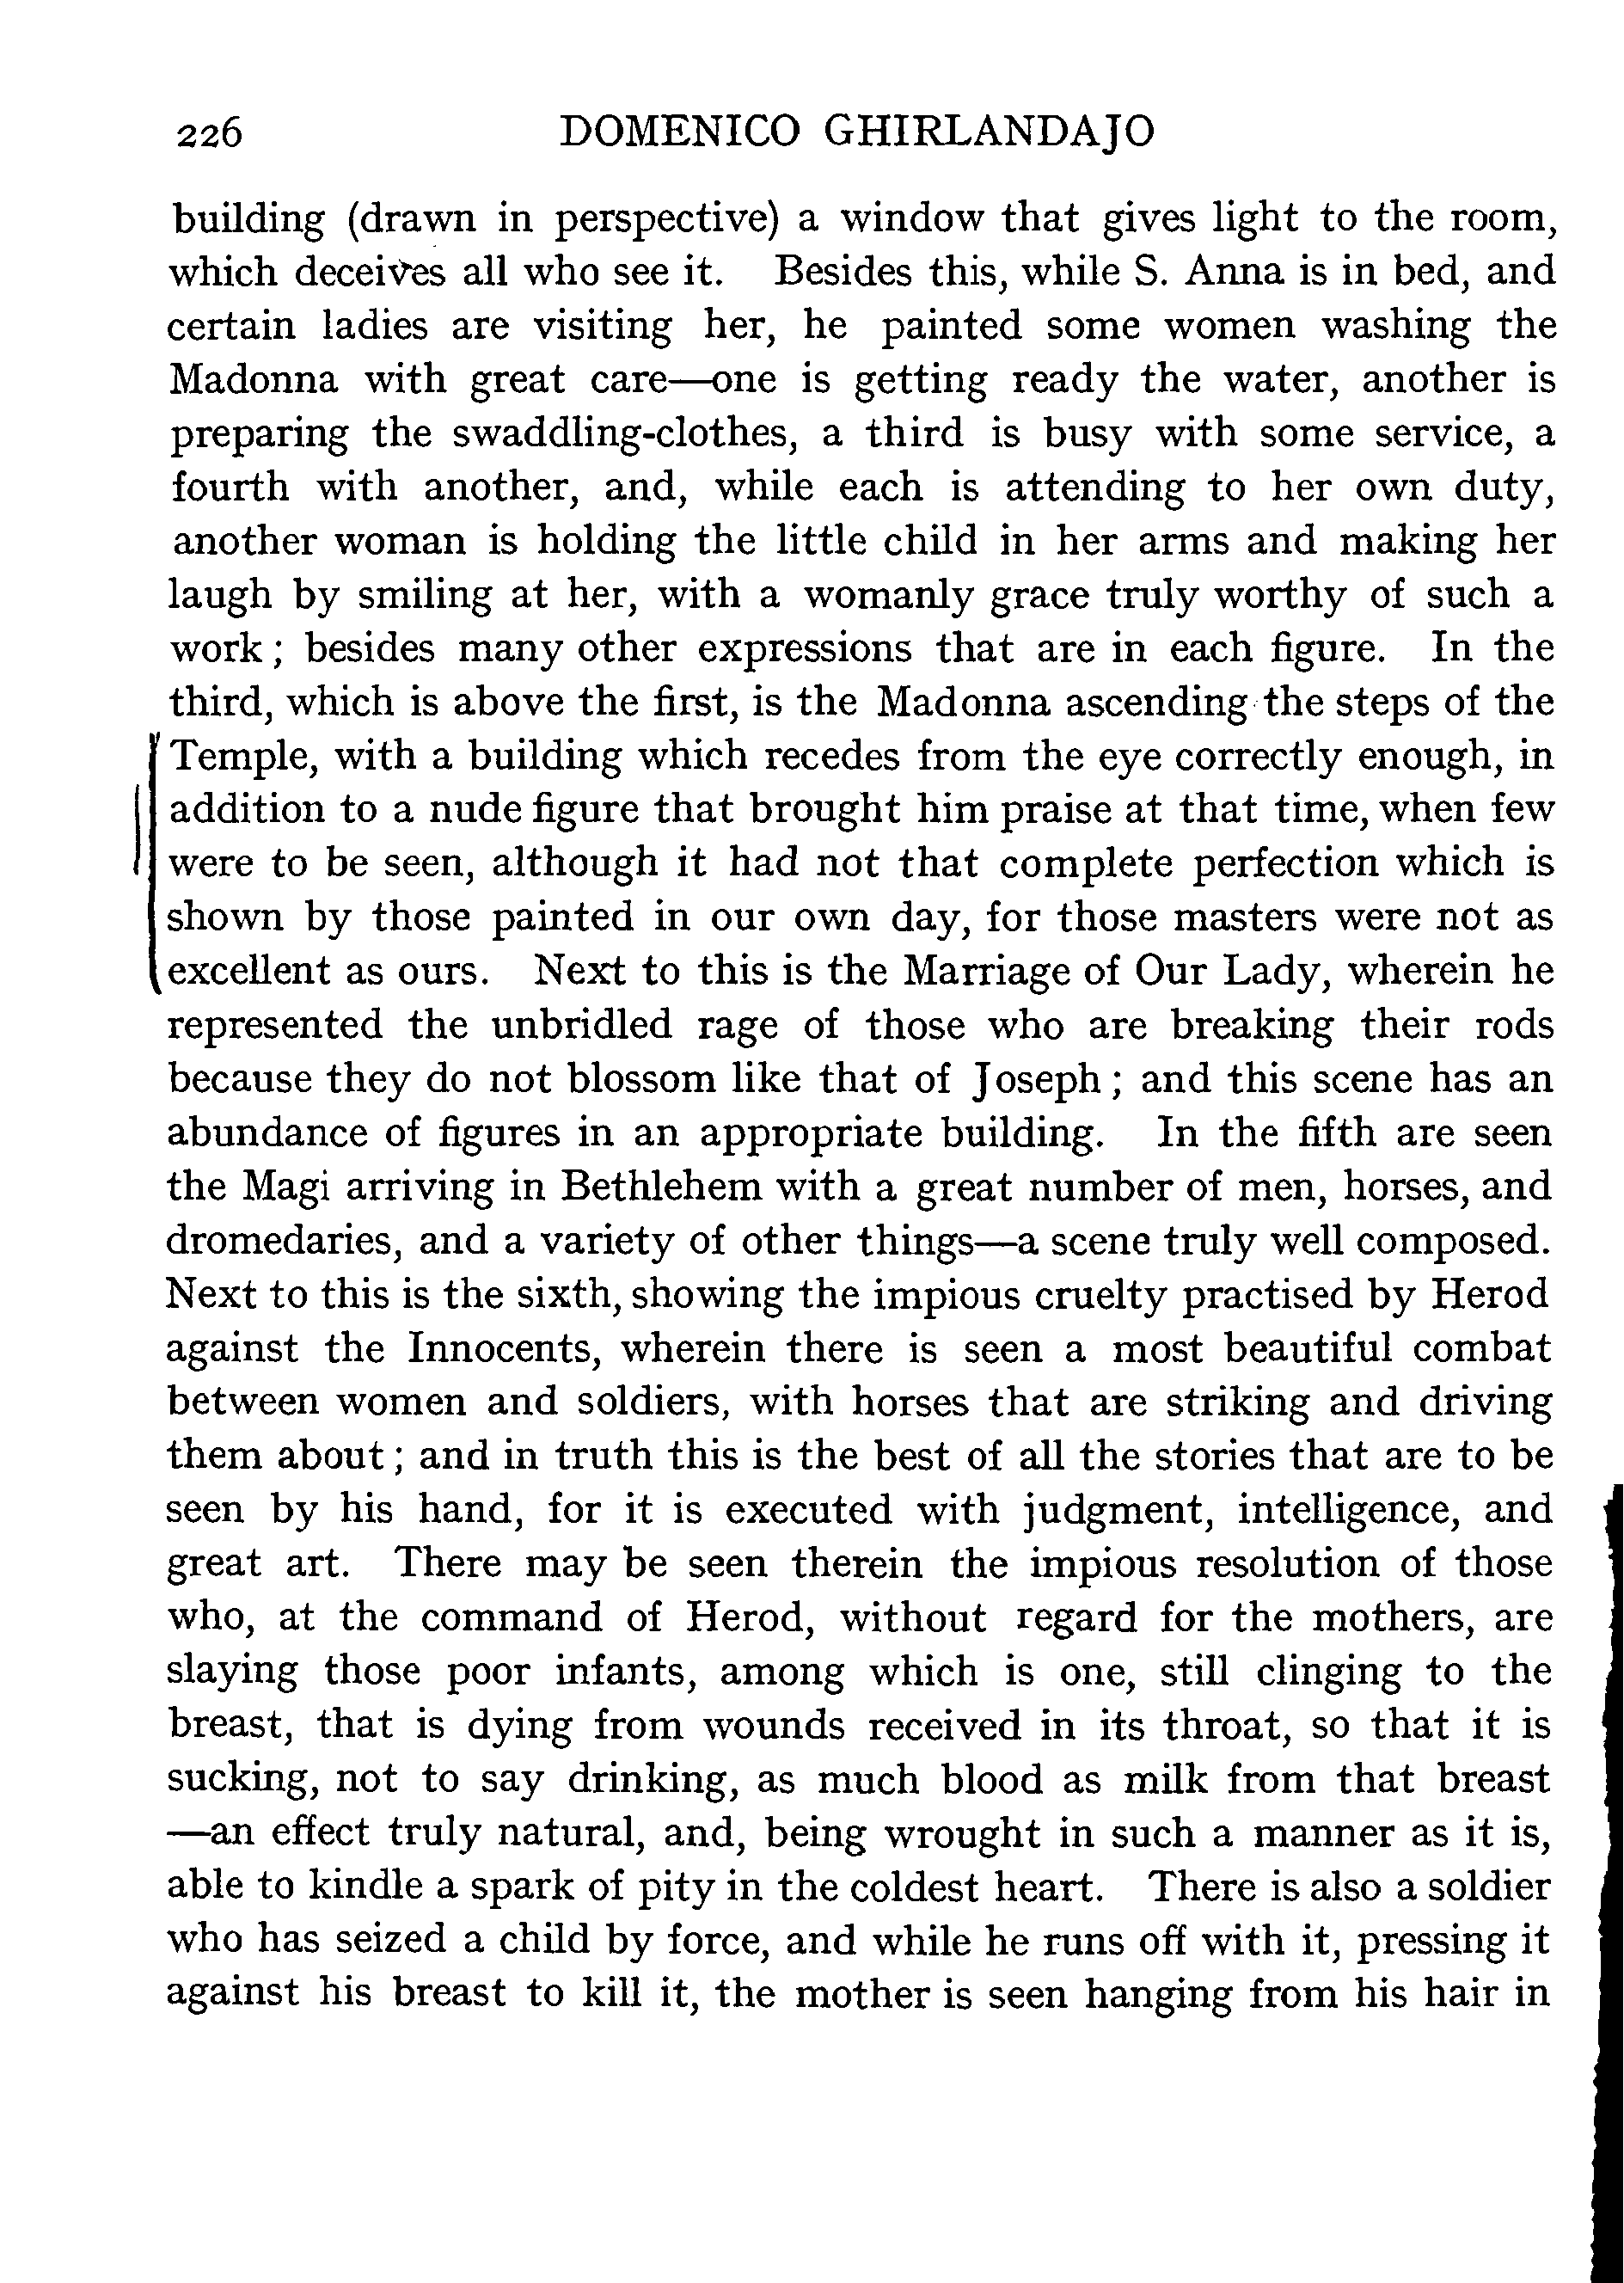 226 DOMENICO GHIRLANDAJO
building (drawn in perspective) a window that gives light to the room,
which deceives all who see it. Besides this, while S. Anna is in bed, and
certain ladies are visiting her, he painted some women washing the
Madonna with great care—one is getting ready the water, another is
preparing the swaddling-clothes, a third is busy with some service, a
fourth with another, and, while each is attending to her own duty,
another woman is holding the little child in her arms and making her
laugh by smiling at her, with a womanly grace truly worthy of such a
work; besides many other expressions that are in each figure. In the
third, which is above the first, is the Madonna ascending the steps of the
Temple, with a building which recedes from the eye correctly enough, in
addition to a nude figure that brought him praise at that time, when few
were to be seen, although it had not that complete perfection which is
shown by those painted in our own day, for those masters were not as
excellent as ours. Next to this is the Marriage of Our Lady, wherein he
represented the unbridled rage of those who are breaking their rods
because they do not blossom like that of Joseph; and this scene has an
abundance of figures in an appropriate building. In the fifth are seen
the Magi arriving in Bethlehem with a great number of men, horses, and
dromedaries, and a variety of other things—a scene truly well composed.
Next to this is the sixth, showing the impious cruelty practised by Herod
against the Innocents, wherein there is seen a most beautiful combat
between women and soldiers, with horses that are striking and driving
them about; and in truth this is the best of all the stories that are to be
seen by his hand, for it is executed with judgment, intelligence, and
great art. There may be seen therein the impious resolution of those
who, at the command of Herod, without regard for the mothers, are
slaying those poor infants, among which is one, still clinging to the
breast, that is dying from wounds received in its throat, so that it is
sucking, not to say drinking, as much blood as milk from that breast
—an effect truly natural, and, being wrought in such a manner as it is,
able to kindle a spark of pity in the coldest heart. There is also a soldier
who has seized a child by force, and while he runs off with it, pressing it
against his breast to kill it, the mother is seen hanging from his hair in